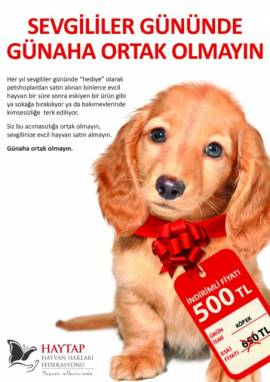 SEVGİLİLER GÜNÜNDE
GÜNAHA ORTAK OLMAYIN
Her yıl sevgililer gününde "hediye" olarak
petshoplardan satın alınan binlerce evcil
hayvan bir süre sonra eskiyen bir ürün gibi
ya sokağa bırakılıyor ya da bakımevlerinde
kimsesizliğe terk ediliyor.
Siz bu acımasızlığa ortak olmayın,
sevgilinize evcil hayvan satın almayın.
Günaha ortak olmayın.
İNDİRİMLİ FİYATI
500 TL
ÜRÜN
İSMİ KÖPEK
ESKİ
FİYATI 850 TL
HAYTAP
HAYVAN HAKLARI
FEDERASYONU
Yaşam ellerinizde...